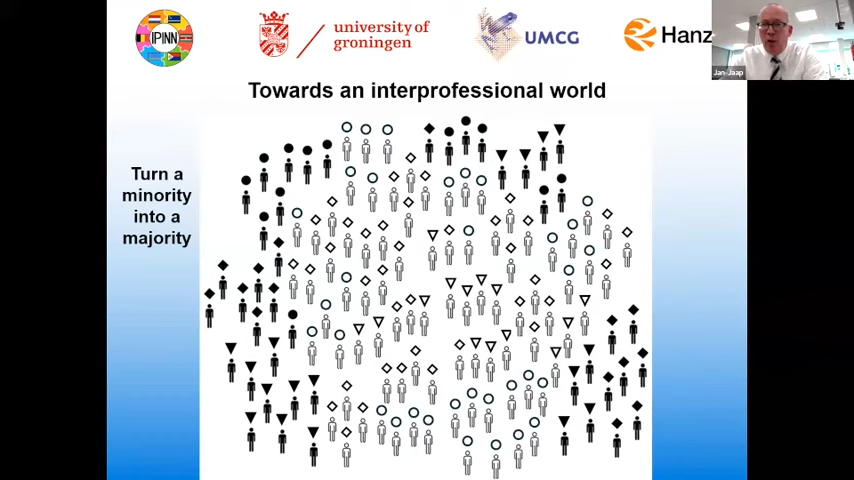 IPINN
university of
groningen
UMCG
Hanz
Jan-Jaap
Towards an interprofessional world
Turn a
minority
into a
majority